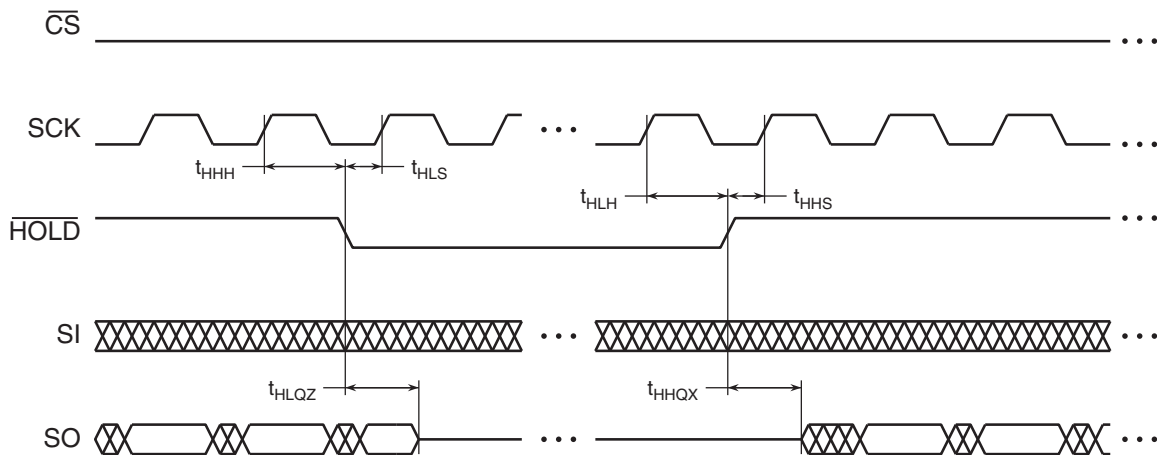 CS
SCK
tHHH
tHLS
tHLH
tHHS
HOLD
SI
tHLQZ
tHHQX
SO